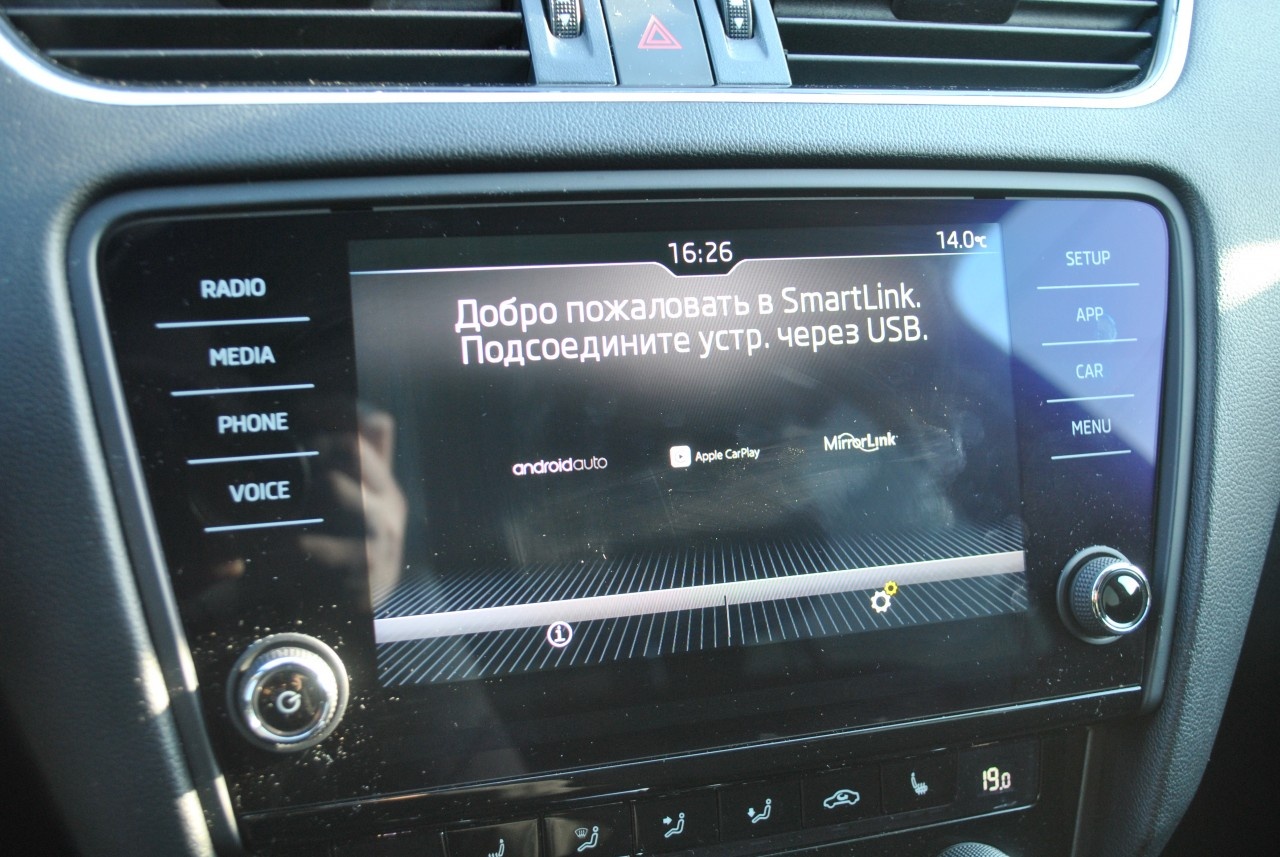 16:26
14.0°C
RADIO
MEDIA
PHONE
VOICE
Добро пожаловать в SmartLink.
Подсоедините устр. через USB.
androidauto
Apple CarPlay
MirrorLink
SETUP
APP
CAR
MENU
19.0